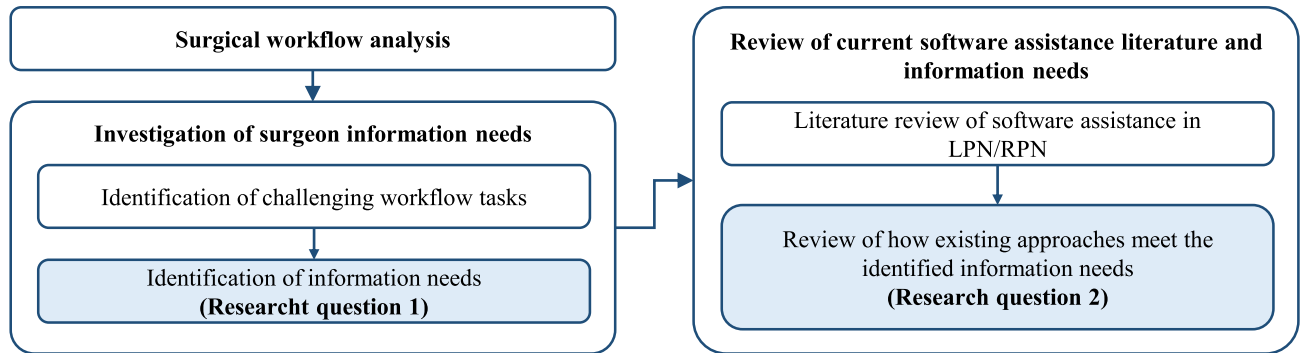 Surgical workflow analysis
Investigation of surgeon information needs
Identification of challenging workflow tasks
Identification of information needs
(Researcht question 1)
Review of current software assistance literature and
information needs
Literature review of software assistance in
LPN/RPN
Review of how existing approaches meet the
identified information needs
(Research question 2)